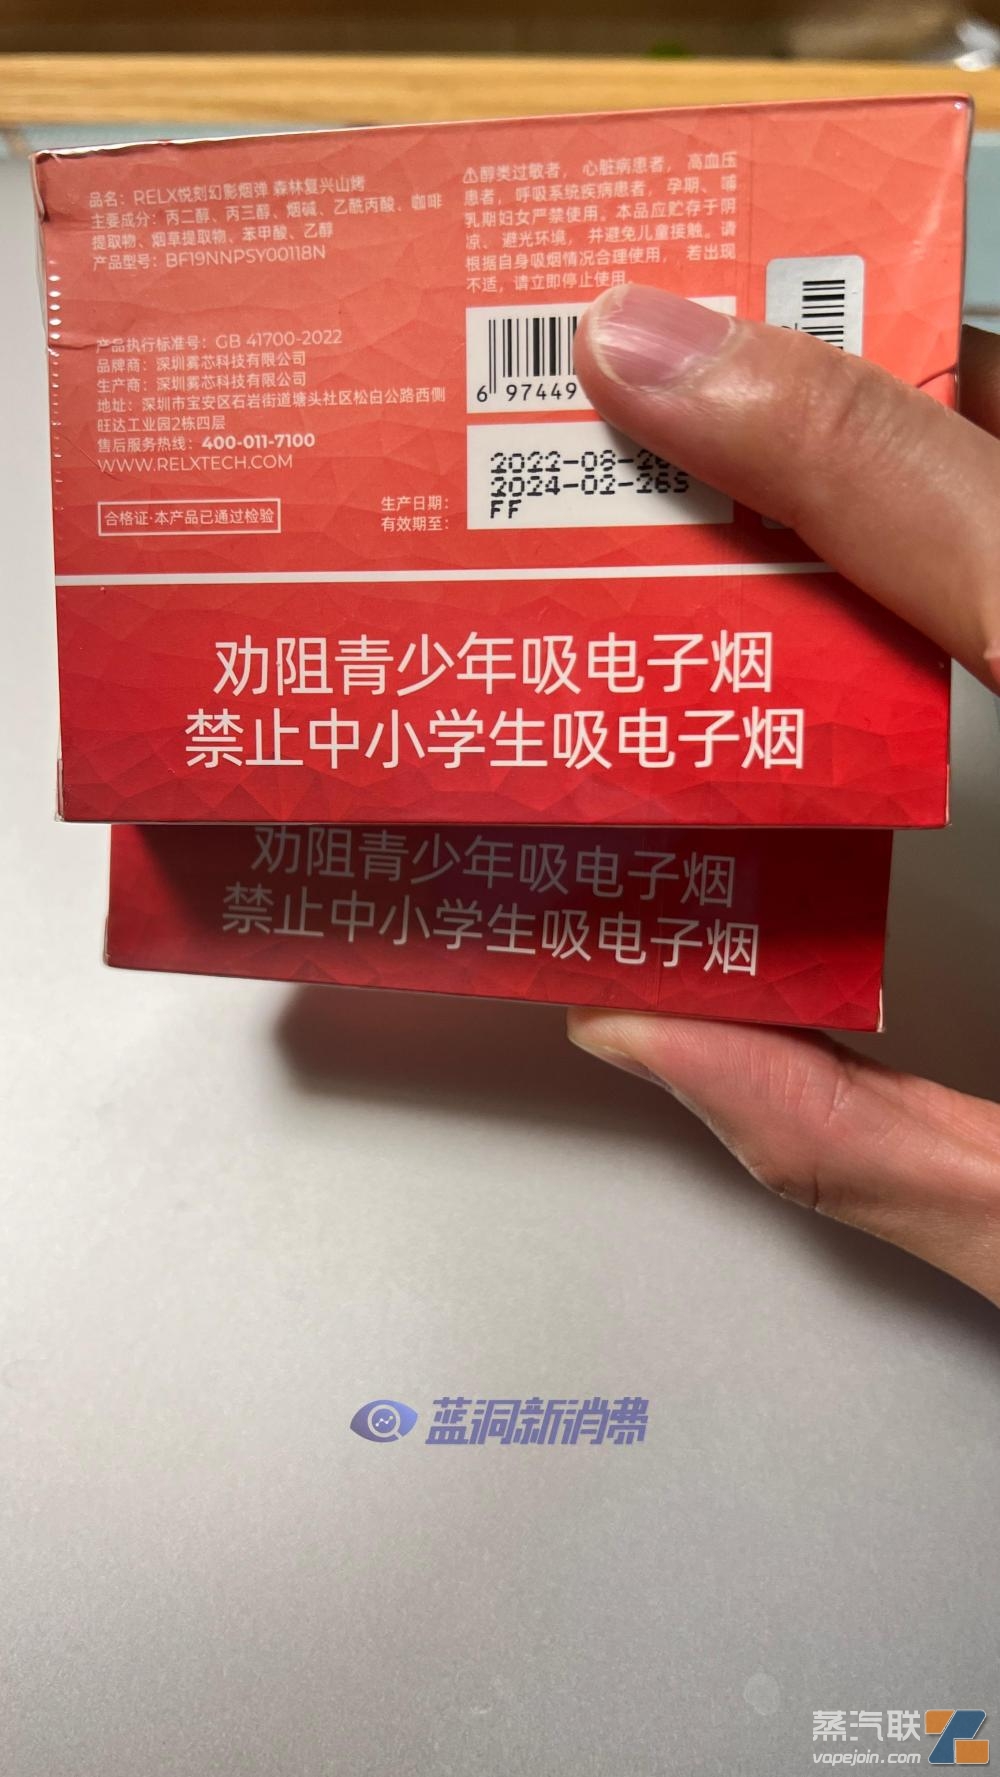 品名：RELX悦刻幻影烟弹 森林复兴山烤
主要成分：丙二醇、丙三醇、烟碱、乙酰丙酸、咖啡
提取物、烟草提取物、苯甲酸、乙醇
产品型号：BF19NNPSY00118N
产品执行标准号：GB 41700-2022
品牌商：深圳雾芯科技有限公司
生产商：深圳雾芯科技有限公司
地址：深圳市宝安区石岩街道塘头社区松白公路西侧
旺达工业园2栋四层
售后服务热线：400-011-7100
WWW.RELXTECH.COM
合格证·本产品已通过检验
⚠醇类过敏者，心脏病患者，高血压
患者，呼吸系统疾病患者，孕期、哺
乳期妇女严禁使用。本品应贮存于阴
凉、避光环境，并避免儿童接触。请
根据自身吸烟情况合理使用，若出现
不适，请立即停止使用。
6 97449
生产日期：
有效期至：
2022-08-
2024-02-26S
FF
劝阻青少年吸电子烟
禁止中小学生吸电子烟
劝阻青少年吸电子烟
禁止中小学生吸电子烟
蓝洞新消费
蒸汽联
vapejoin.com